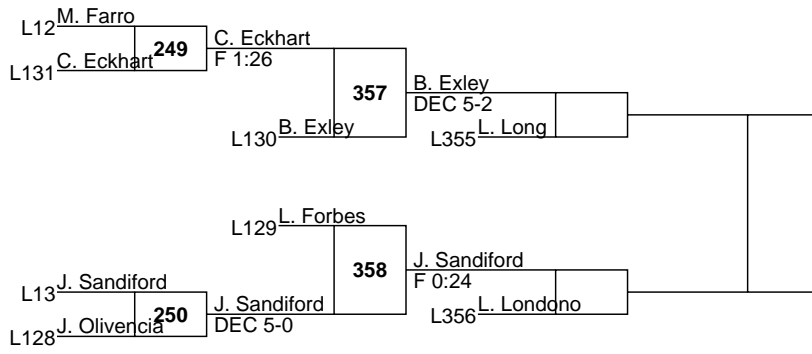 M. Farro
L12
249
C. Eckhart
F 1:26
C. Eckhart
L131
357
B. Exley
DEC 5-2
B. Exley
L130
L. Long
L355
L. Forbes
L129
358
J. Sandiford
F 0:24
J. Sandiford
L13
250
J. Sandiford
DEC 5-0
J. Olivencia
L128
L. Londono
L356